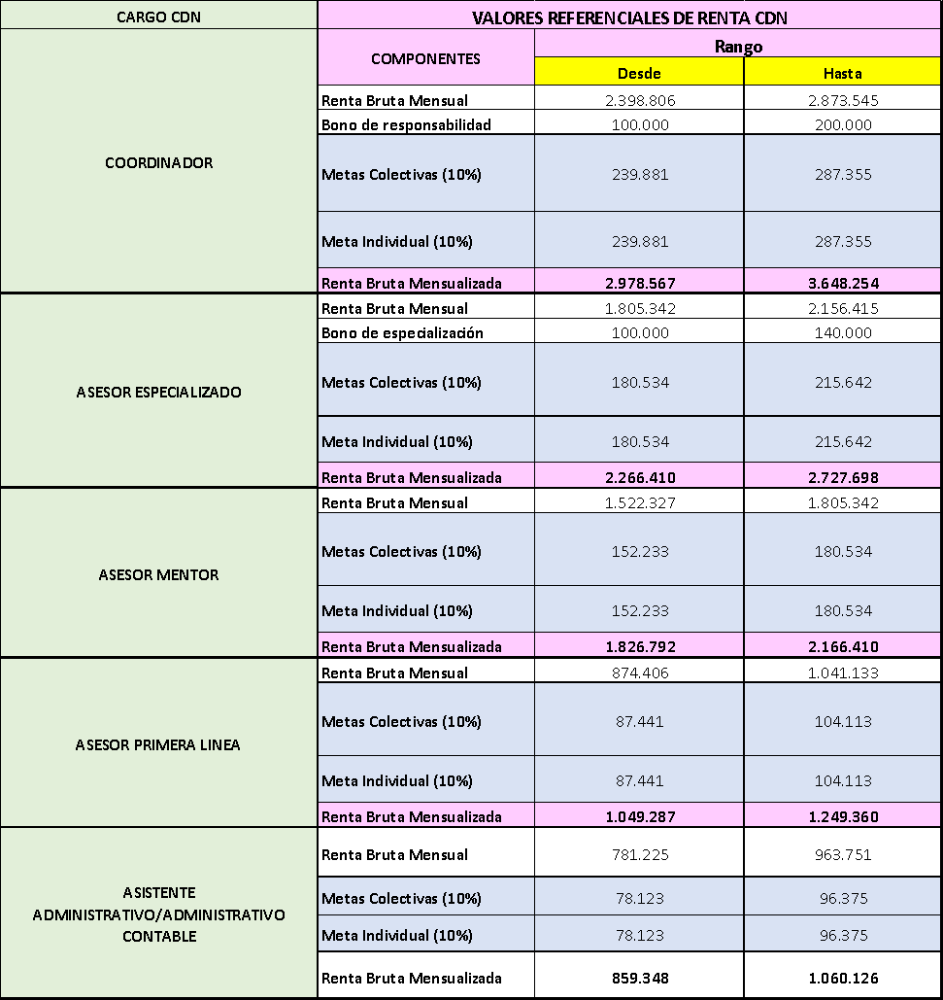 CARGO CDN
VALORES REFERENCIALES DE RENTA CDN
COMPONENTES
Rango
Desde
Hasta
COORDINADOR
Renta Bruta Mensual 2.398.806 2.873.545
Bono de responsabilidad 100.000 200.000
Metas Colectivas (10%) 239.881 287.355
Meta Individual (10%) 239.881 287.355
Renta Bruta Mensualizada 2.978.567 3.648.254
ASESOR ESPECIALIZADO
Renta Bruta Mensual 1.805.342 2.156.415
Bono de especialización 100.000 140.000
Metas Colectivas (10%) 180.534 215.642
Meta Individual (10%) 180.534 215.642
Renta Bruta Mensualizada 2.266.410 2.727.698
ASESOR MENTOR
Renta Bruta Mensual 1.522.327 1.805.342
Metas Colectivas (10%) 152.233 180.534
Meta Individual (10%) 152.233 180.534
Renta Bruta Mensualizada 1.826.792 2.166.410
ASESOR PRIMERA LINEA
Renta Bruta Mensual 874.406 1.041.133
Metas Colectivas (10%) 87.441 104.113
Meta Individual (10%) 87.441 104.113
Renta Bruta Mensualizada 1.049.287 1.249.360
ASISTENTE
ADMINISTRATIVO/ADMINISTRATIVO
CONTABLE
Renta Bruta Mensual 781.225 963.751
Metas Colectivas (10%) 78.123 96.375
Meta Individual (10%) 78.123 96.375
Renta Bruta Mensualizada 859.348 1.060.126